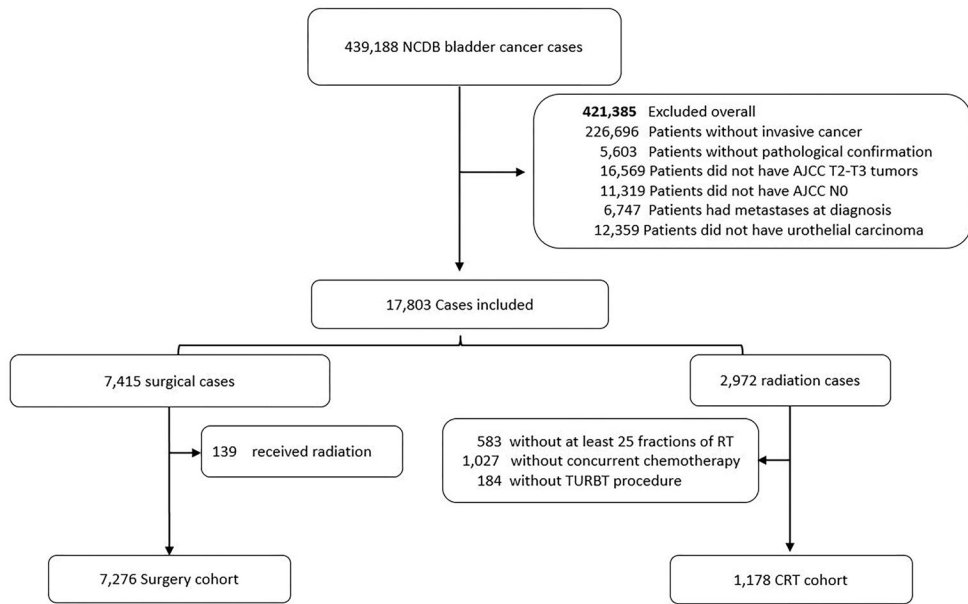 439,188 NCDB bladder cancer cases
421,385 Excluded overall
226,696 Patients without invasive cancer
5,603 Patients without pathological confirmation
16,569 Patients did not have AJCC T2-T3 tumors
11,319 Patients did not have AJCC N0
6,747 Patients had metastases at diagnosis
12,359 Patients did not have urothelial carcinoma
17,803 Cases included
7,415 surgical cases
2,972 radiation cases
139 received radiation
583 without at least 25 fractions of RT
1,027 without concurrent chemotherapy
184 without TURBT procedure
7,276 Surgery cohort
1,178 CRT cohort